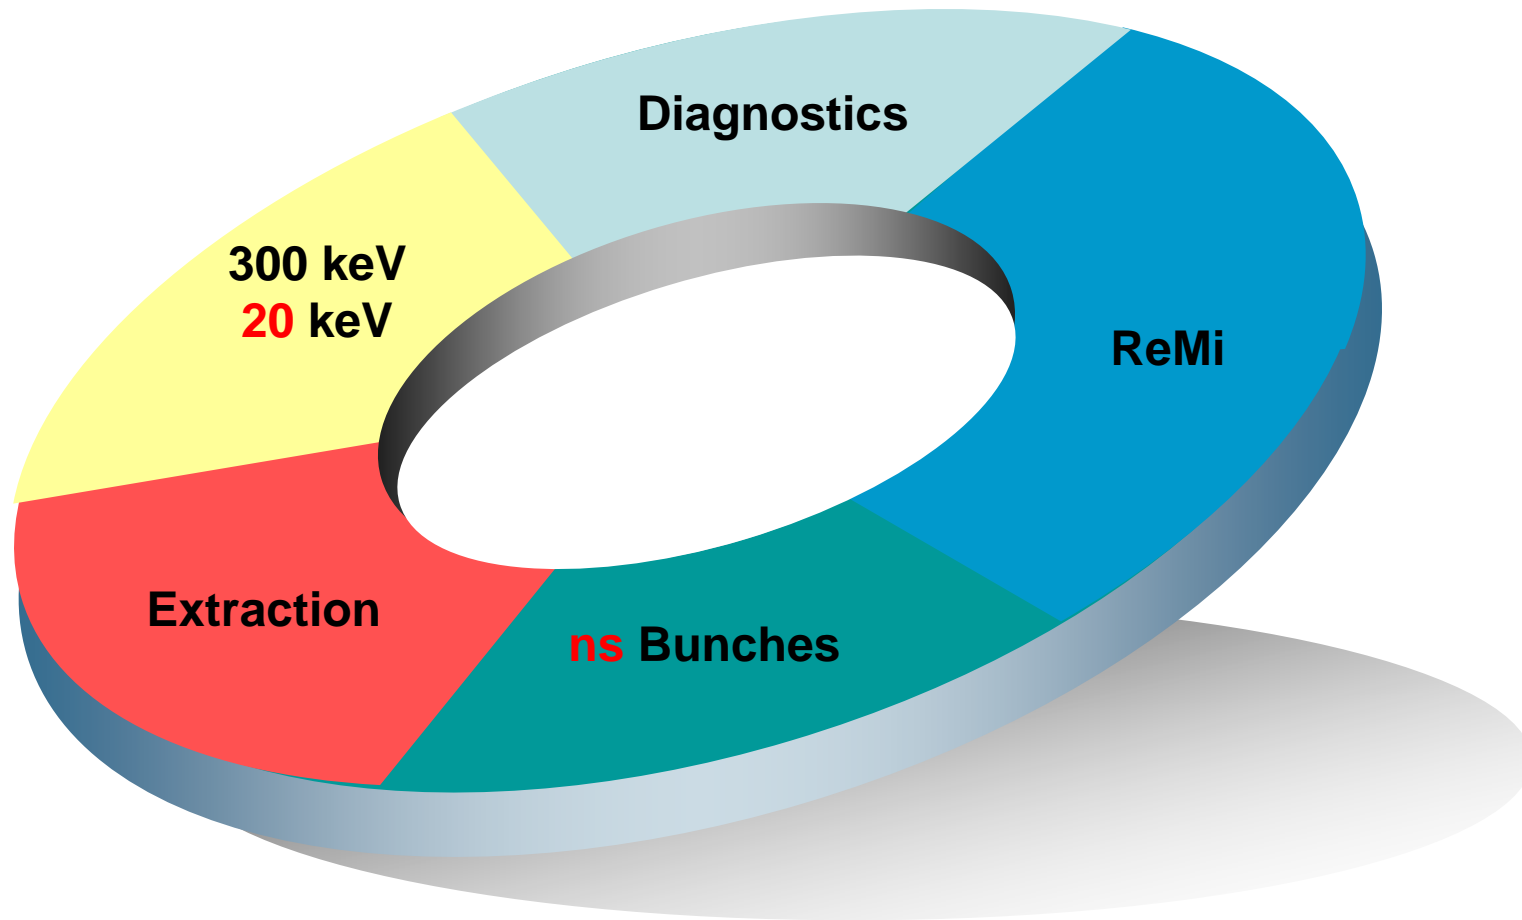 Diagnostics
300 keV
20 keV
ReMi
Extraction
ns Bunches